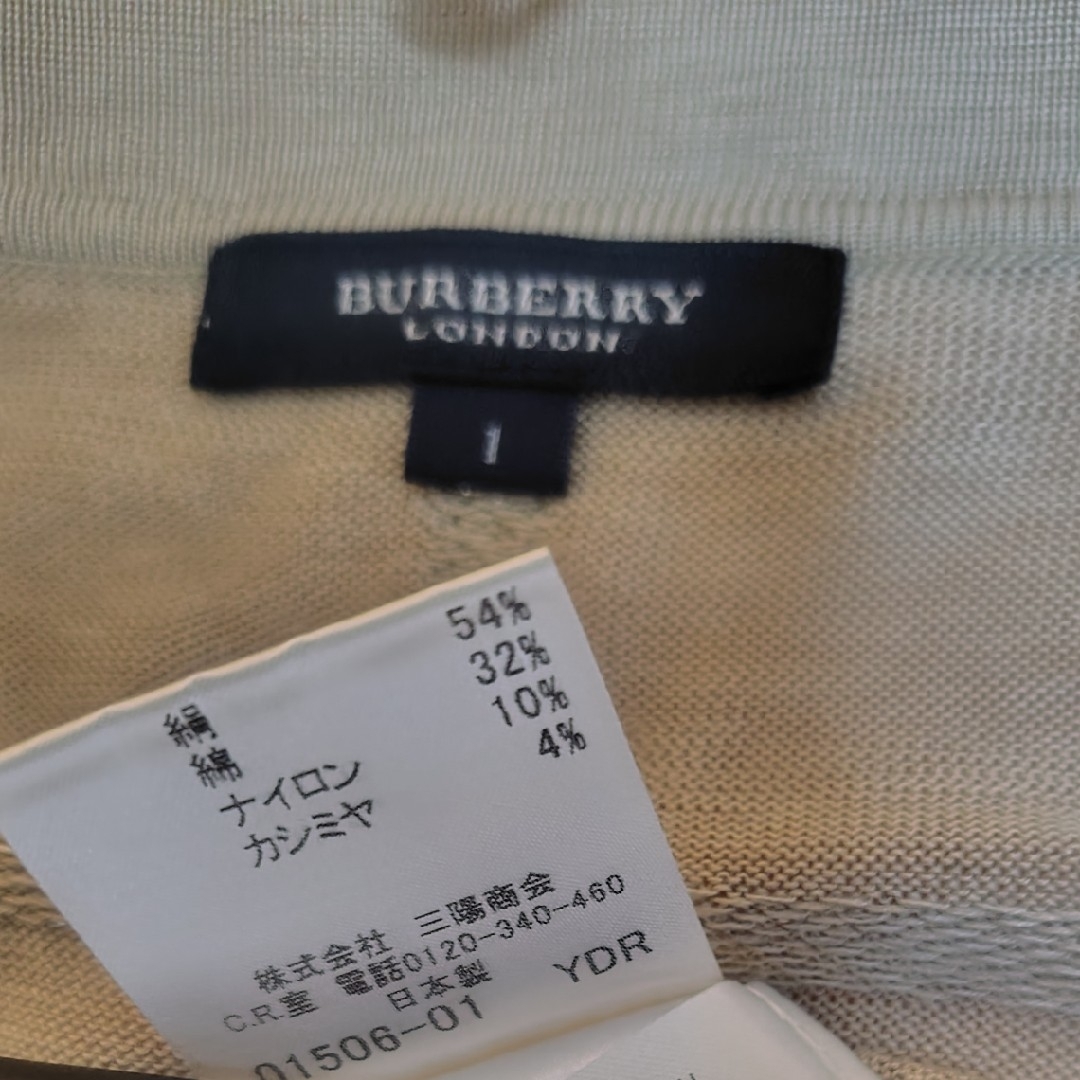 BURBERRY
LONDON
1
絹 54%
綿 32%
ナイロン 10%
カシミヤ 4%
株式会社 三陽商会
C.R.室 電話0120-340-460
日本製 YDR
01506-01